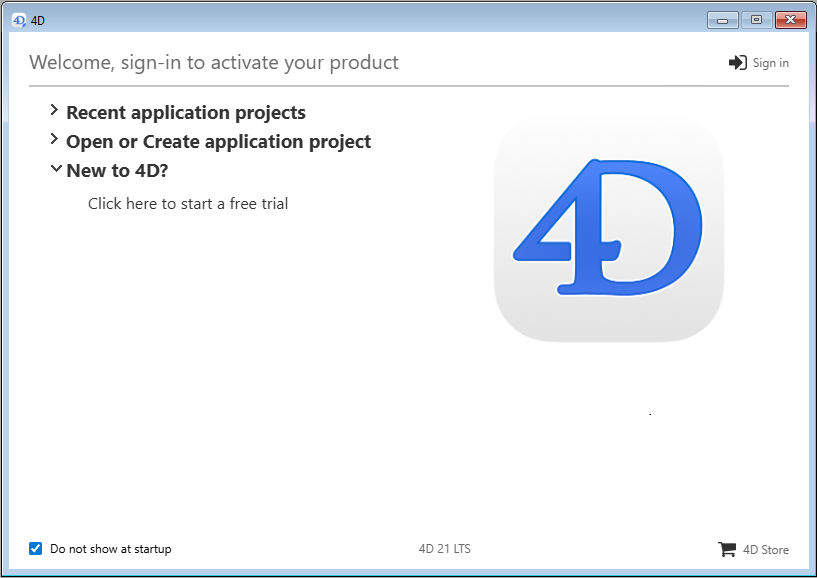 4D
Welcome, sign-in to activate your product
Sign in
Recent application projects
Open or Create application project
New to 4D?
Click here to start a free trial
4D
Do not show at startup
4D 21 LTS
4D Store